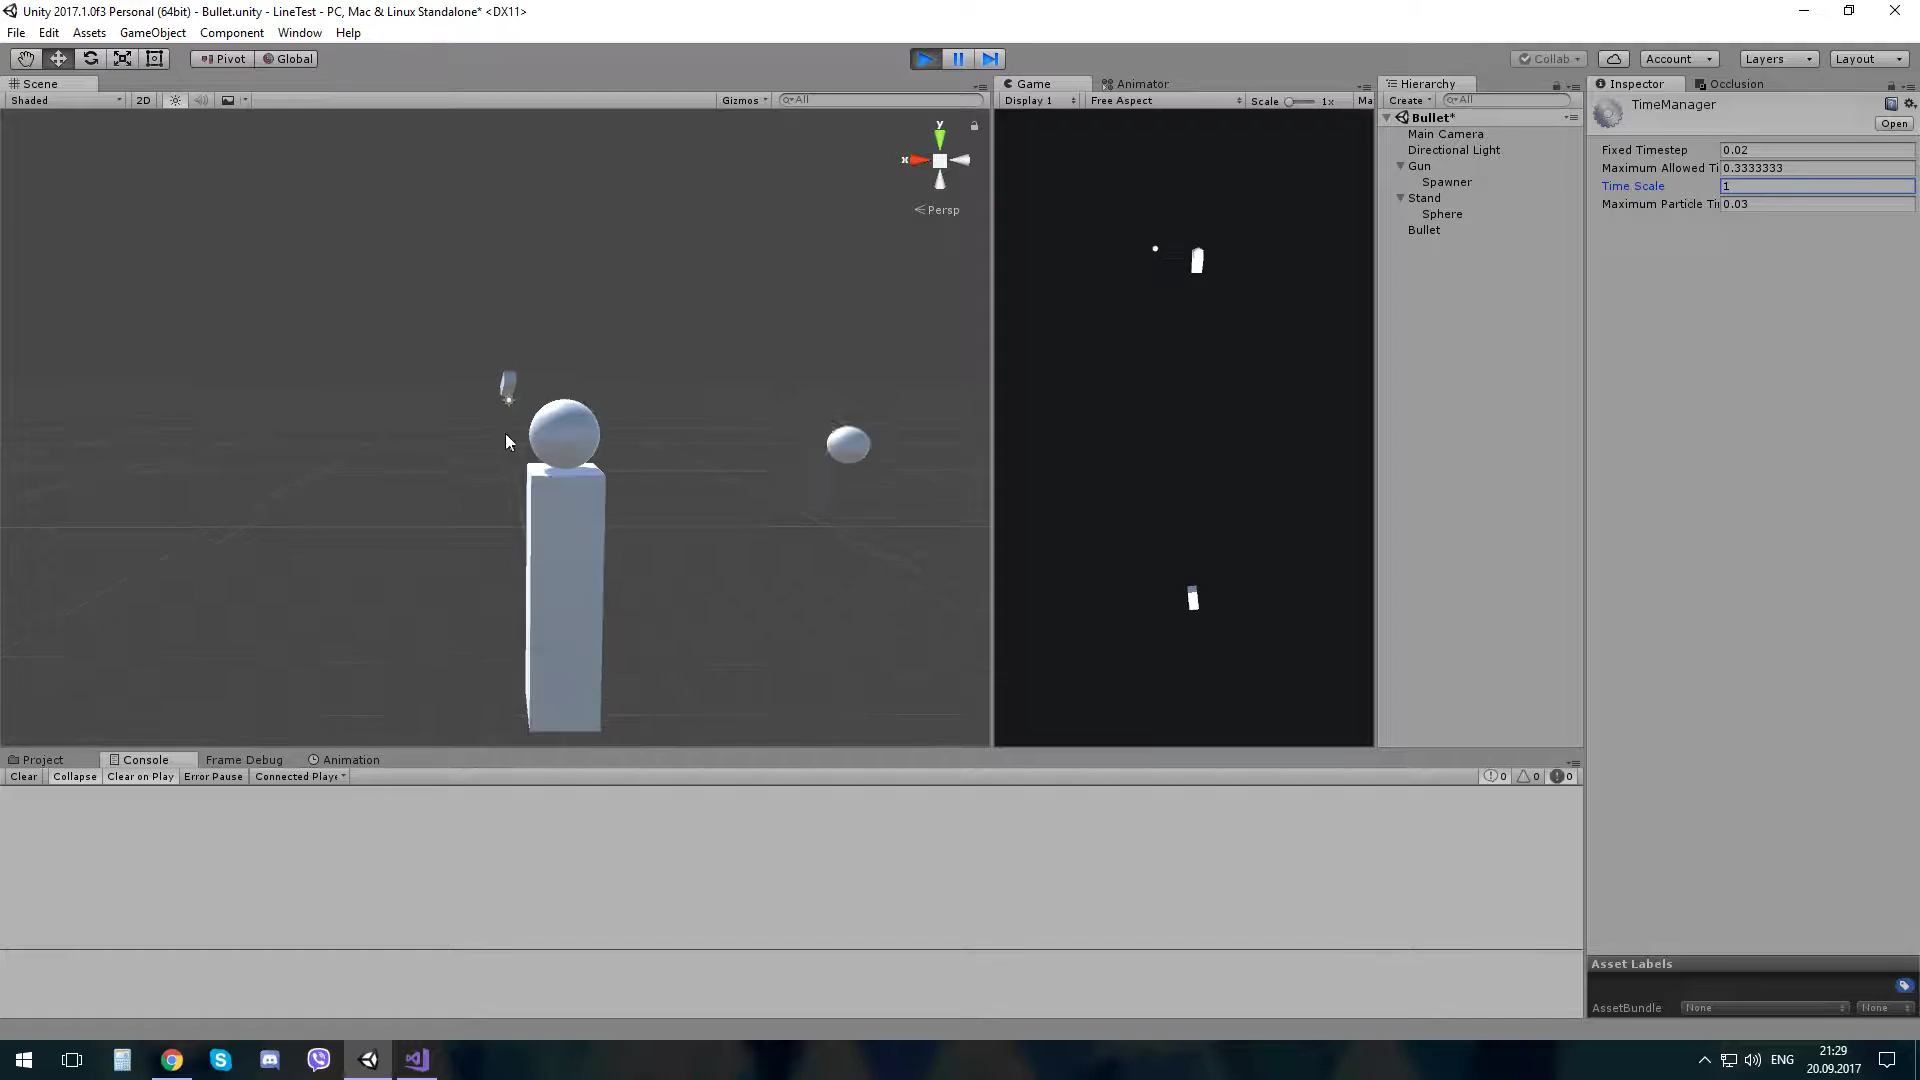 Unity 2017.1.0f3 Personal (64bit) - Bullet.unity - LineTest - PC, Mac & Linux Standalone* <DX11>
File Edit Assets GameObject Component Window Help
Pivot Global Collab Account Layers Layout
Scene
Shaded 2D Gizmos All
y
x
Persp
Game Animator
Display 1 Free Aspect Scale 1x Ma
Hierarchy
Create All
Bullet*
Main Camera
Directional Light
Gun
Spawner
Stand
Sphere
Bullet
Inspector Occlusion
TimeManager
Open
Fixed Timestep 0.02
Maximum Allowed Ti 0.3333333
Time Scale 1
Maximum Particle Ti 0.03
Project Console Frame Debug Animation
Clear Collapse Clear on Play Error Pause Connected Playe 0 0 0
Asset Labels
AssetBundle None None
ENG 21:29
20.09.2017